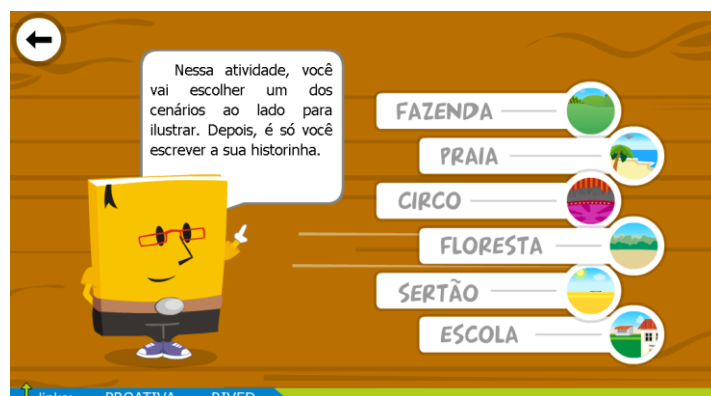 Nessa atividade, você
vai escolher um dos
cenários ao lado para
ilustrar. Depois, é só você
escrever a sua historinha.
FAZENDA
PRAIA
CIRCO
FLORESTA
SERTÃO
ESCOLA
links: PROATIVA RIVED